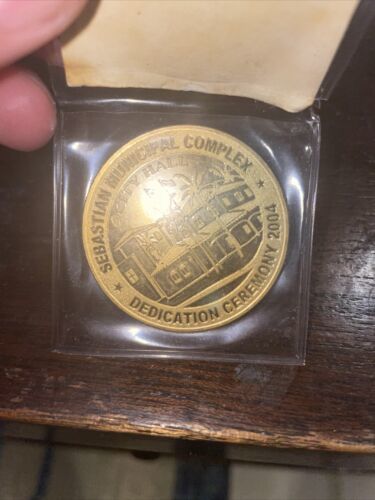 SEBASTIAN MUNICIPAL COMPLEX
CITY HALL
DEDICATION CEREMONY 2004